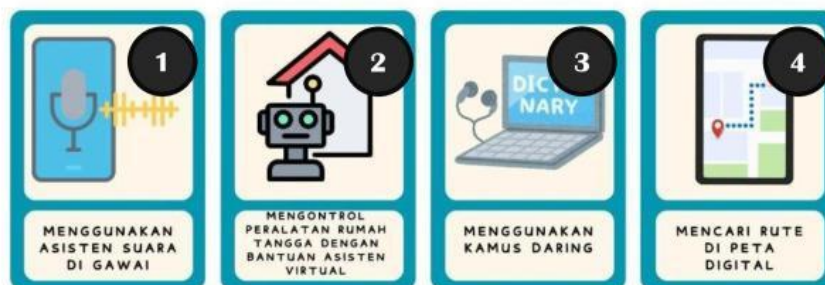 1
MENGGUNAKAN
ASISTEN SUARA
DI GAWAI
2
MENGONTROL
PERALATAN RUMAH
TANGGA DENGAN
BANTUAN ASISTEN
VIRTUAL
3
DICTIO
NARY
MENGGUNAKAN
KAMUS DARING
4
MENCARI RUTE
DI PETA
DIGITAL